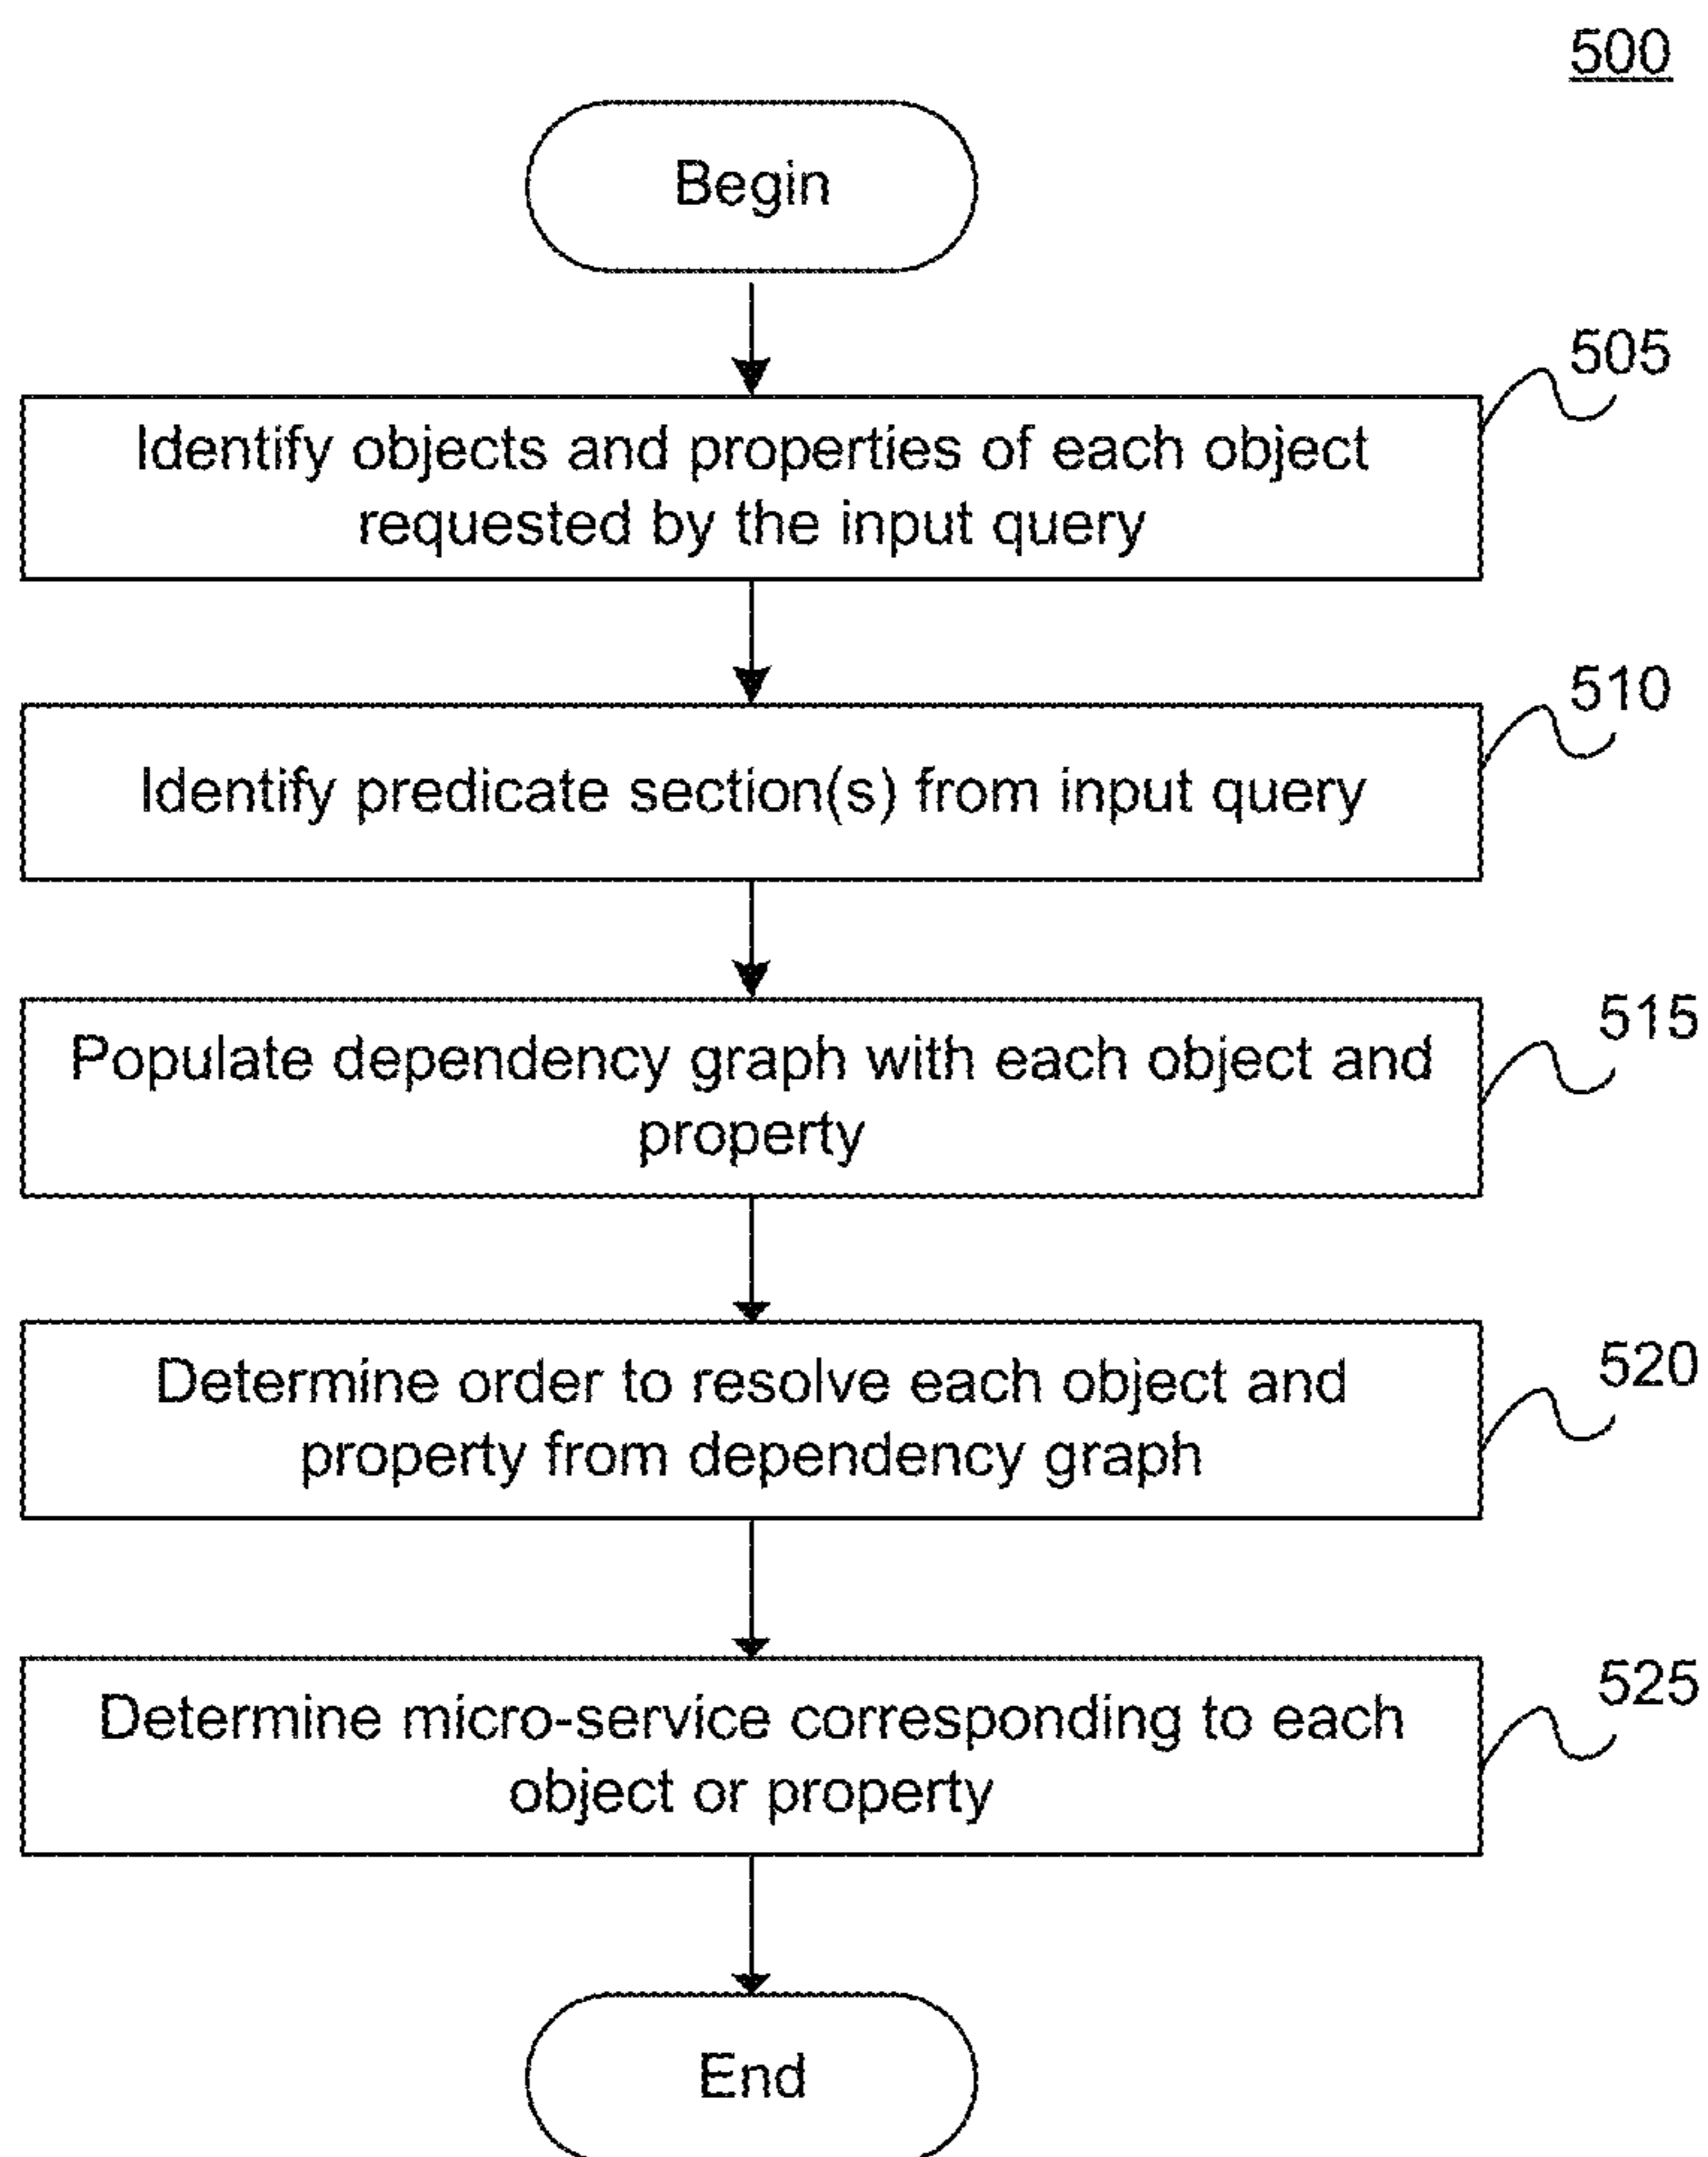 500
Begin
505
Identify objects and properties of each object
requested by the input query
510
Identify predicate section(s) from input query
515
Populate dependency graph with each object and
property
520
Determine order to resolve each object and
property from dependency graph
525
Determine micro-service corresponding to each
object or property
End